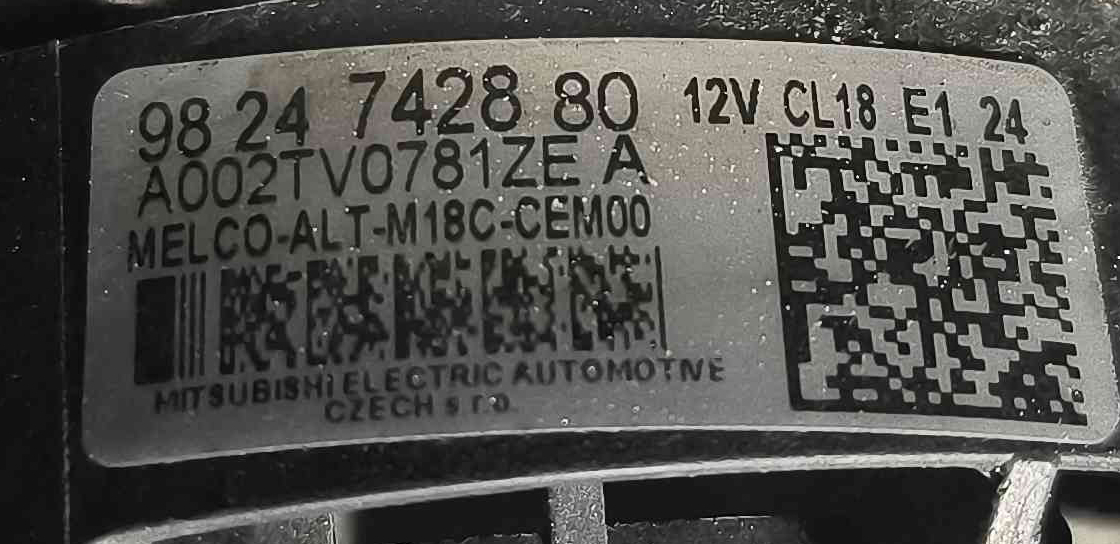 98 24 7428 80 12V CL18 E1 24
A002TV0781ZE A
MELCO-ALT-M18C-CEM00
MITSUBISHI ELECTRIC AUTOMOTIVE
CZECH s r.o.